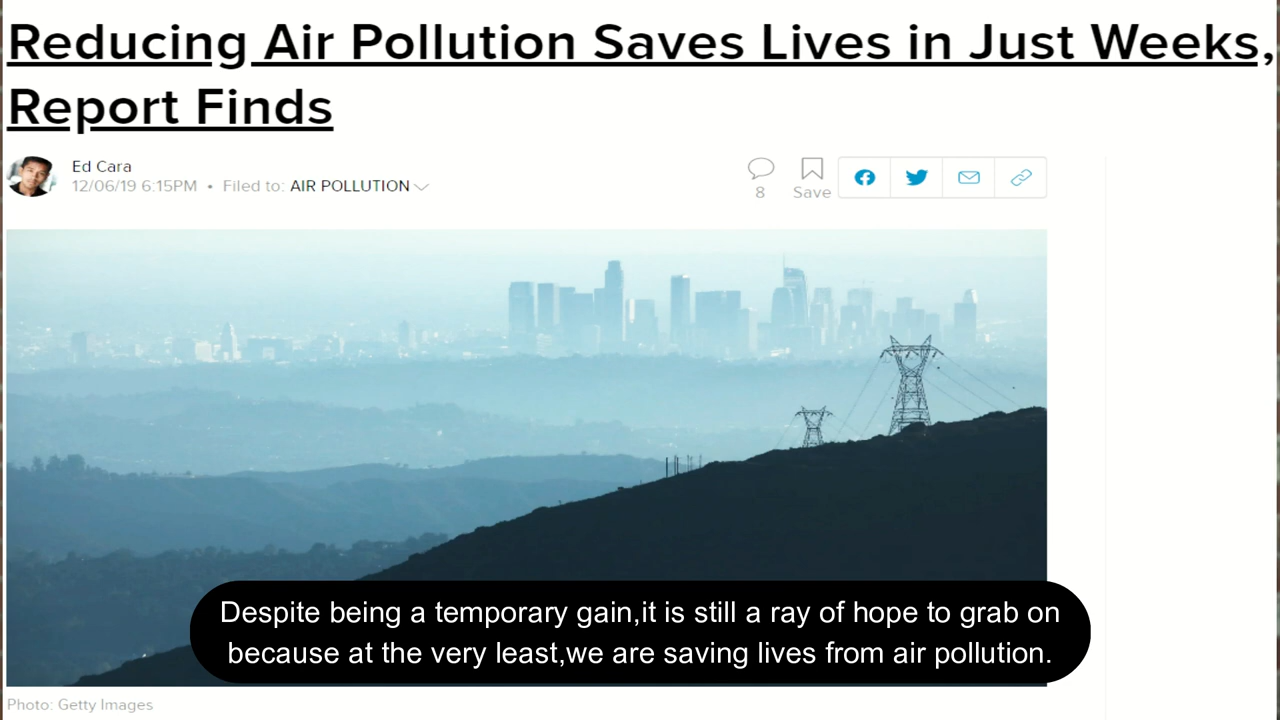 Reducing Air Pollution Saves Lives in Just Weeks,
Report Finds
Ed Cara
12/06/19 6:15PM • Filed to: AIR POLLUTION
8
Save
Despite being a temporary gain,it is still a ray of hope to grab on
because at the very least,we are saving lives from air pollution.
Photo: Getty Images